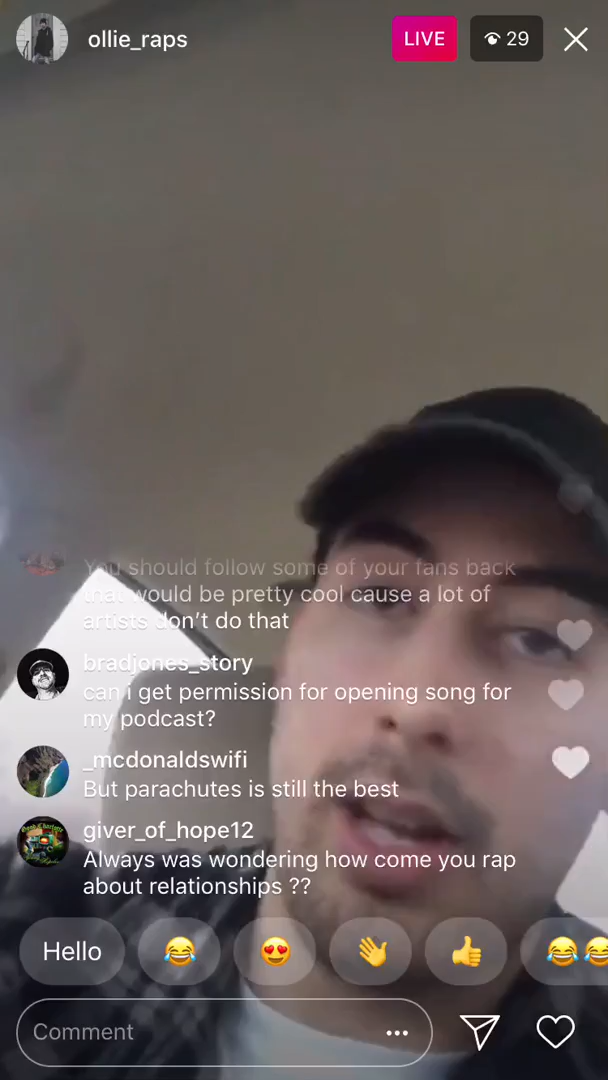 ollie_raps
LIVE
29
You should follow some of your fans back
that would be pretty cool cause a lot of
artists don't do that
bradjones_story
can i get permission for opening song for
my podcast?
_mcdonaldswifi
But parachutes is still the best
giver_of_hope12
Always was wondering how come you rap
about relationships ??
Hello
Comment